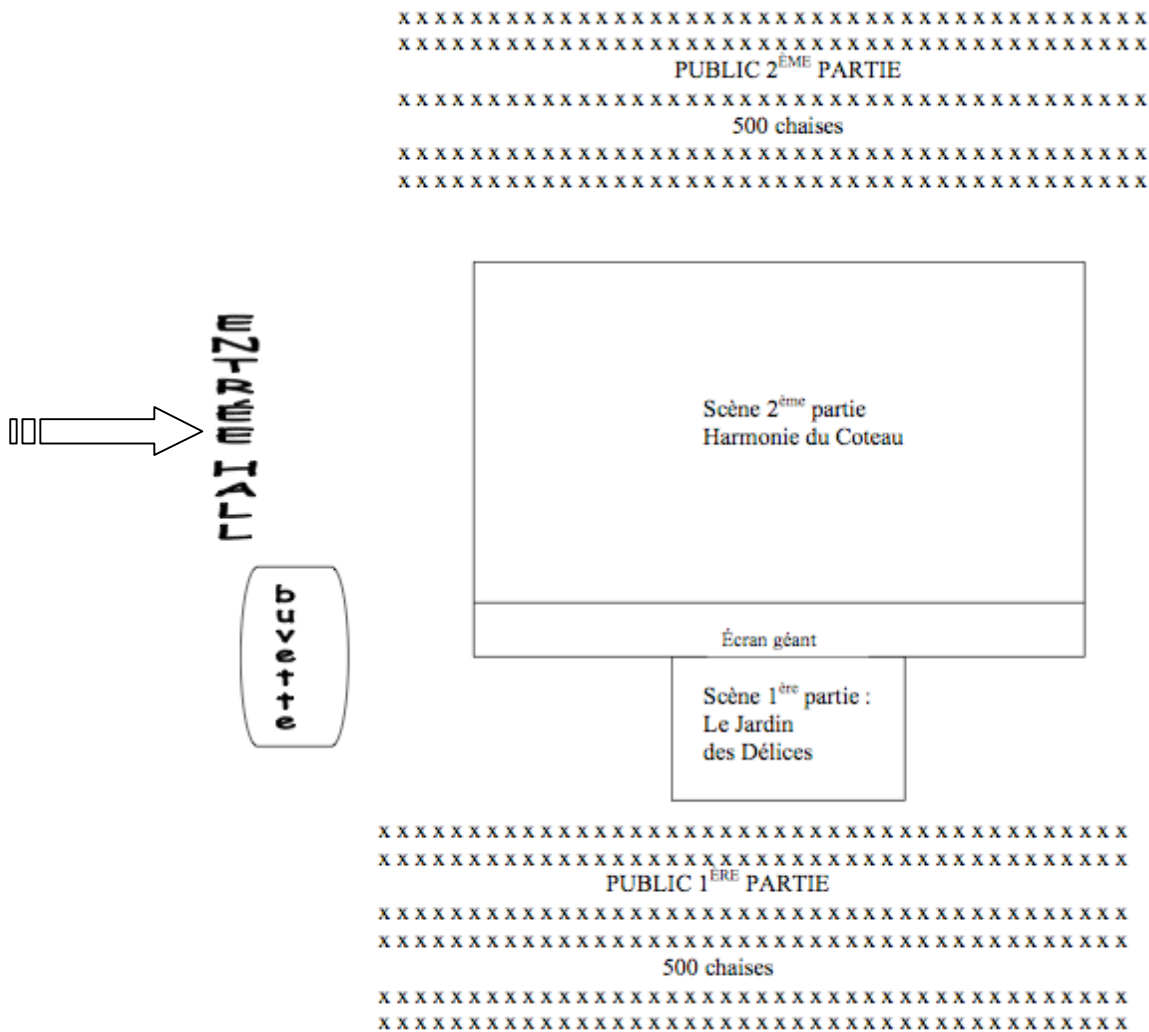 x x x x x x x x x x x x x x x x x x x x x x x x x x x x x x x x x x x x x x x x x x
x x x x x x x x x x x x x x x x x x x x x x x x x x x x x x x x x x x x x x x x x x
PUBLIC 2ÈME PARTIE
x x x x x x x x x x x x x x x x x x x x x x x x x x x x x x x x x x x x x x x x x x
500 chaises
x x x x x x x x x x x x x x x x x x x x x x x x x x x x x x x x x x x x x x x x x x
x x x x x x x x x x x x x x x x x x x x x x x x x x x x x x x x x x x x x x x x x x
ENTREE HALL
Scène 2ème partie
Harmonie du Coteau
buvette
Écran géant
Scène 1ère partie :
Le Jardin
des Délices
x x x x x x x x x x x x x x x x x x x x x x x x x x x x x x x x x x x x x x x x x x
x x x x x x x x x x x x x x x x x x x x x x x x x x x x x x x x x x x x x x x x x x
PUBLIC 1ÈRE PARTIE
x x x x x x x x x x x x x x x x x x x x x x x x x x x x x x x x x x x x x x x x x x
x x x x x x x x x x x x x x x x x x x x x x x x x x x x x x x x x x x x x x x x x x
500 chaises
x x x x x x x x x x x x x x x x x x x x x x x x x x x x x x x x x x x x x x x x x x
x x x x x x x x x x x x x x x x x x x x x x x x x x x x x x x x x x x x x x x x x x